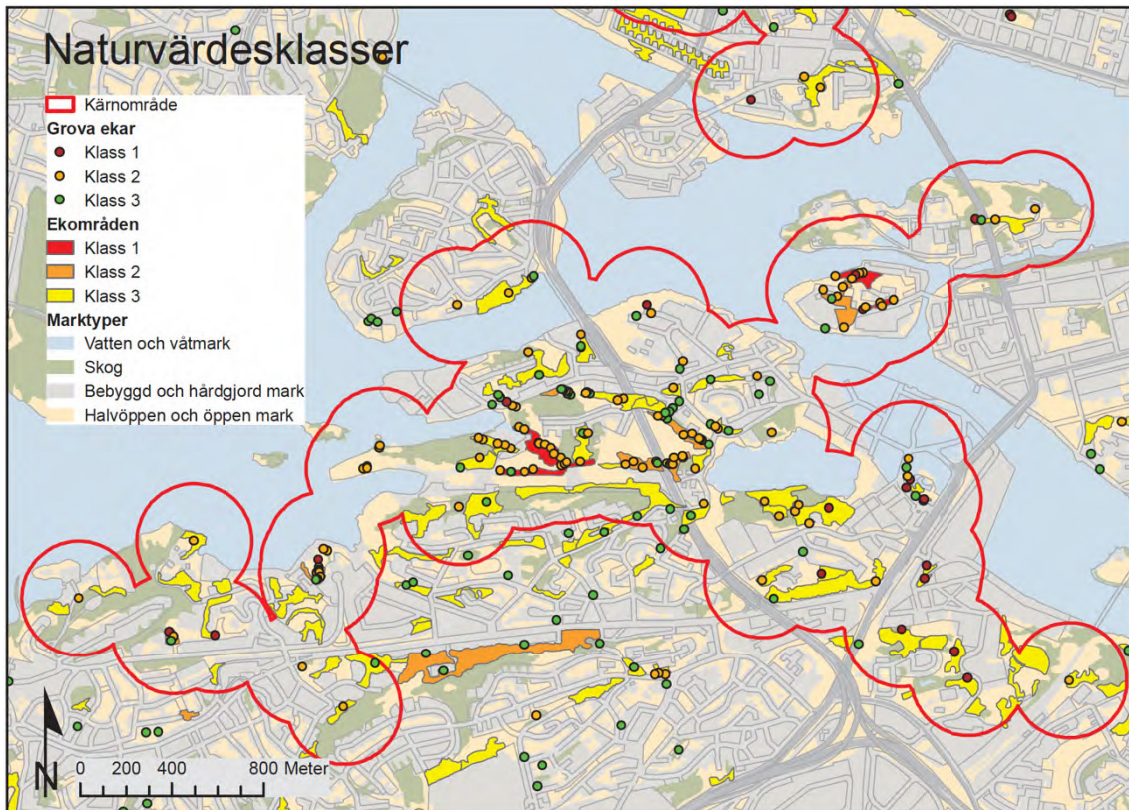 Naturvärdesklasser
Kärnområde
Grova ekar
Klass 1
Klass 2
Klass 3
Ekområden
Klass 1
Klass 2
Klass 3
Marktyper
Vatten och våtmark
Skog
Bebyggd och hårdgjord mark
Halvöppen och öppen mark
N
0 200 400 800 Meter